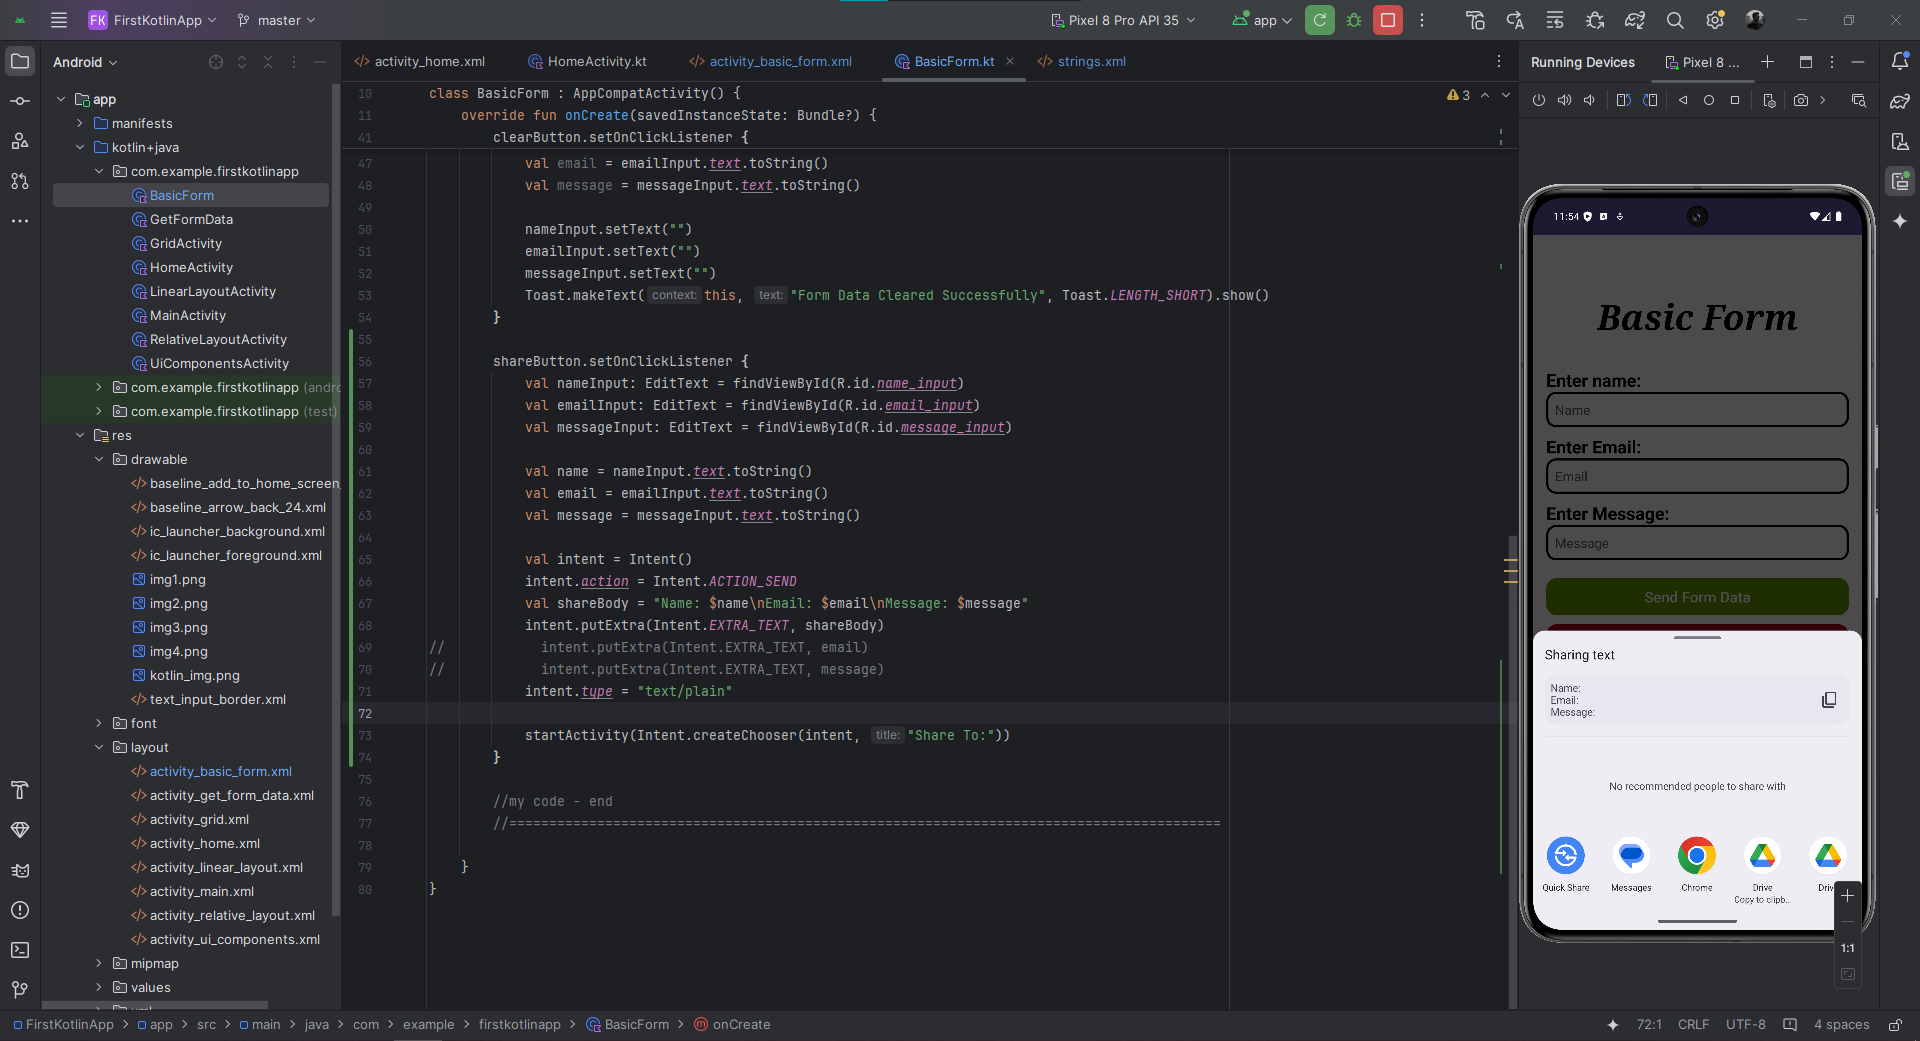 FK FirstKotlinApp master Pixel 8 Pro API 35 app
Android activity_home.xml HomeActivity.kt activity_basic_form.xml BasicForm.kt strings.xml Running Devices Pixel 8 ...
app
manifests
kotlin+java
com.example.firstkotlinapp
BasicForm
GetFormData
GridActivity
HomeActivity
LinearLayoutActivity
MainActivity
RelativeLayoutActivity
UiComponentsActivity
com.example.firstkotlinapp (andro
com.example.firstkotlinapp (test)
res
drawable
baseline_add_to_home_screen_
baseline_arrow_back_24.xml
ic_launcher_background.xml
ic_launcher_foreground.xml
img1.png
img2.png
img3.png
img4.png
kotlin_img.png
text_input_border.xml
font
layout
activity_basic_form.xml
activity_get_form_data.xml
activity_grid.xml
activity_home.xml
activity_linear_layout.xml
activity_main.xml
activity_relative_layout.xml
activity_ui_components.xml
mipmap
values
10 class BasicForm : AppCompatActivity() {
11 override fun onCreate(savedInstanceState: Bundle?) {
41 clearButton.setOnClickListener {
47 val email = emailInput.text.toString()
48 val message = messageInput.text.toString()
49
50 nameInput.setText("")
51 emailInput.setText("")
52 messageInput.setText("")
53 Toast.makeText( context: this, text: "Form Data Cleared Successfully", Toast.LENGTH_SHORT).show()
54 }
55
56 shareButton.setOnClickListener {
57 val nameInput: EditText = findViewById(R.id.name_input)
58 val emailInput: EditText = findViewById(R.id.email_input)
59 val messageInput: EditText = findViewById(R.id.message_input)
60
61 val name = nameInput.text.toString()
62 val email = emailInput.text.toString()
63 val message = messageInput.text.toString()
64
65 val intent = Intent()
66 intent.action = Intent.ACTION_SEND
67 val shareBody = "Name: $name\nEmail: $email\nMessage: $message"
68 intent.putExtra(Intent.EXTRA_TEXT, shareBody)
69 // intent.putExtra(Intent.EXTRA_TEXT, email)
70 // intent.putExtra(Intent.EXTRA_TEXT, message)
71 intent.type = "text/plain"
72
73 startActivity(Intent.createChooser(intent, title: "Share To:"))
74 }
75
76 //my code - end
77 //=========================================================================================
78
79 }
80 }
3
11:54
Basic Form
Enter name:
Name
Enter Email:
Email
Enter Message:
Message
Send Form Data
Sharing text
Name:
Email:
Message:
No recommended people to share with
Quick Share Messages Chrome Drive Driv
Copy to clipb...
1:1
FirstKotlinApp > app > src > main > java > com > example > firstkotlinapp > BasicForm > onCreate 72:1 CRLF UTF-8 4 spaces